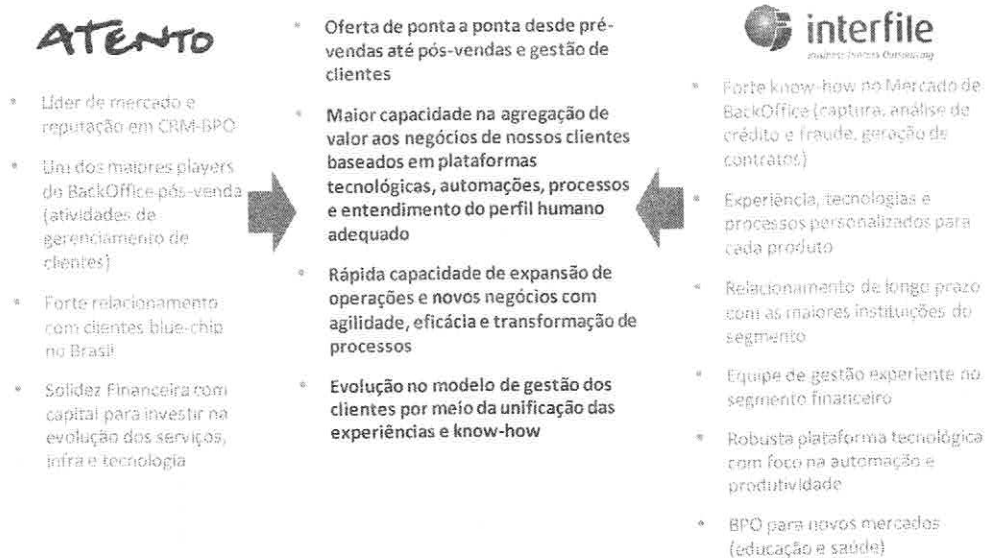 ATENTO
• Líder de mercado e
reputação em CRM-BPO
• Um dos maiores players
do BackOffice pós-venda
(atividades de
gerenciamento de
clientes)
• Forte relacionamento
com clientes blue-chip
no Brasil
• Solidez Financeira com
capital para investir na
evolução dos serviços,
infra e tecnologia
• Oferta de ponta a ponta desde pré-
vendas até pós-vendas e gestão de
clientes
• Maior capacidade na agregação de
valor aos negócios de nossos clientes
baseados em plataformas
tecnológicas, automações, processos
e entendimento do perfil humano
adequado
• Rápida capacidade de expansão de
operações e novos negócios com
agilidade, eficácia e transformação de
processos
• Evolução no modelo de gestão dos
clientes por meio da unificação das
experiências e know-how
interfile
Business Process Outsourcing
• Forte know-how no Mercado de
BackOffice (captura, análise de
crédito e fraude, geração de
contratos)
• Experiência, tecnologias e
processos personalizados para
cada produto
• Relacionamento de longo prazo
com as maiores instituições do
segmento
• Equipe de gestão experiente no
segmento financeiro
• Robusta plataforma tecnológica
com foco na automação e
produtividade
• BPO para novos mercados
(educação e saúde)